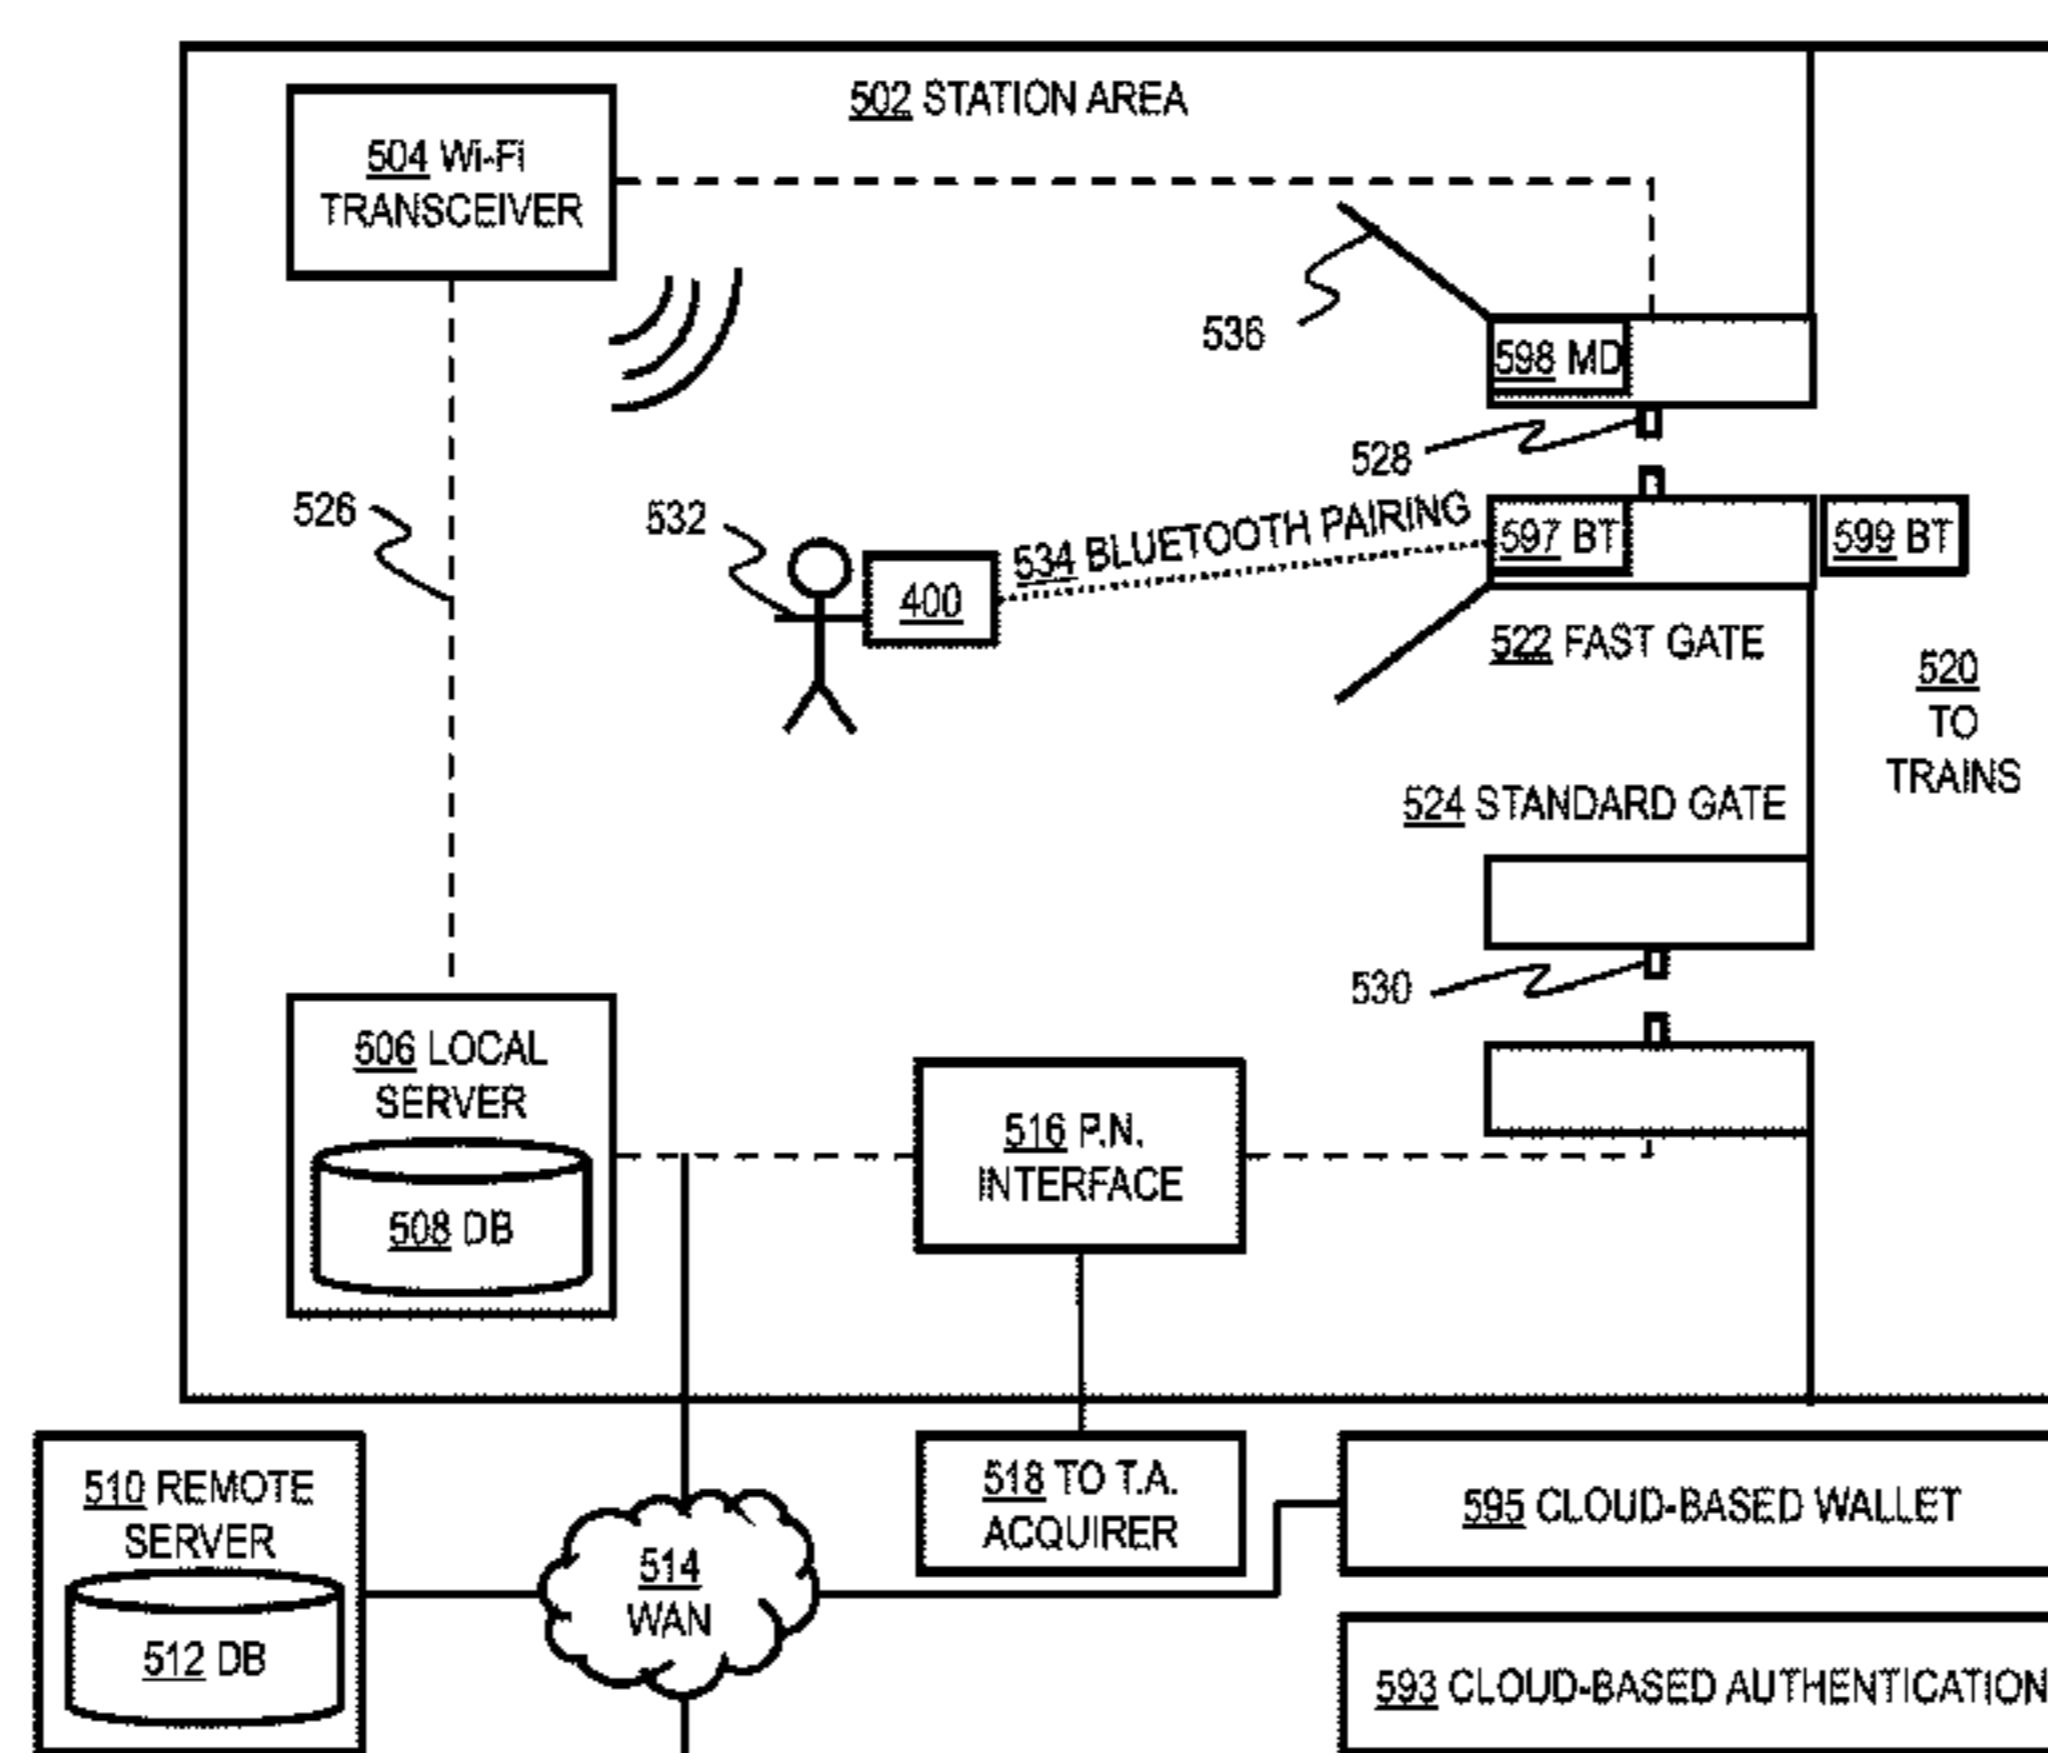 502 STATION AREA
504 Wi-Fi
TRANSCEIVER
536
598 MD
528
526
532
534 BLUETOOTH PAIRING
597 BT
599 BT
400
522 FAST GATE
520
TO
TRAINS
524 STANDARD GATE
530
506 LOCAL
SERVER
508 DB
516 P.N.
INTERFACE
510 REMOTE
SERVER
512 DB
514
WAN
518 TO T.A.
ACQUIRER
595 CLOUD-BASED WALLET
593 CLOUD-BASED AUTHENTICATION